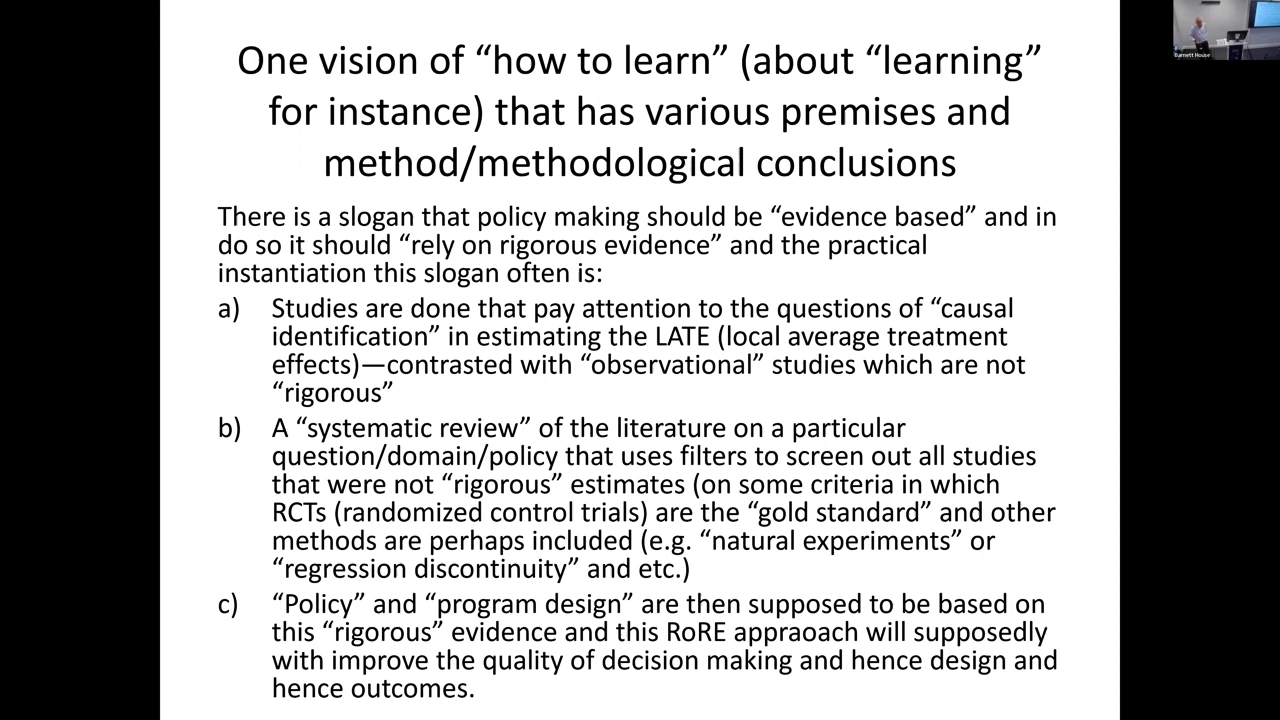 One vision of “how to learn” (about “learning”
for instance) that has various premises and
method/methodological conclusions
There is a slogan that policy making should be “evidence based” and in
do so it should “rely on rigorous evidence” and the practical
instantiation this slogan often is:
a) Studies are done that pay attention to the questions of “causal
identification” in estimating the LATE (local average treatment
effects)—contrasted with “observational” studies which are not
“rigorous”
b) A “systematic review” of the literature on a particular
question/domain/policy that uses filters to screen out all studies
that were not “rigorous” estimates (on some criteria in which
RCTs (randomized control trials) are the “gold standard” and other
methods are perhaps included (e.g. “natural experiments” or
“regression discontinuity” and etc.)
c) “Policy” and “program design” are then supposed to be based on
this “rigorous” evidence and this RoRE appraoach will supposedly
with improve the quality of decision making and hence design and
hence outcomes.
Barnett House